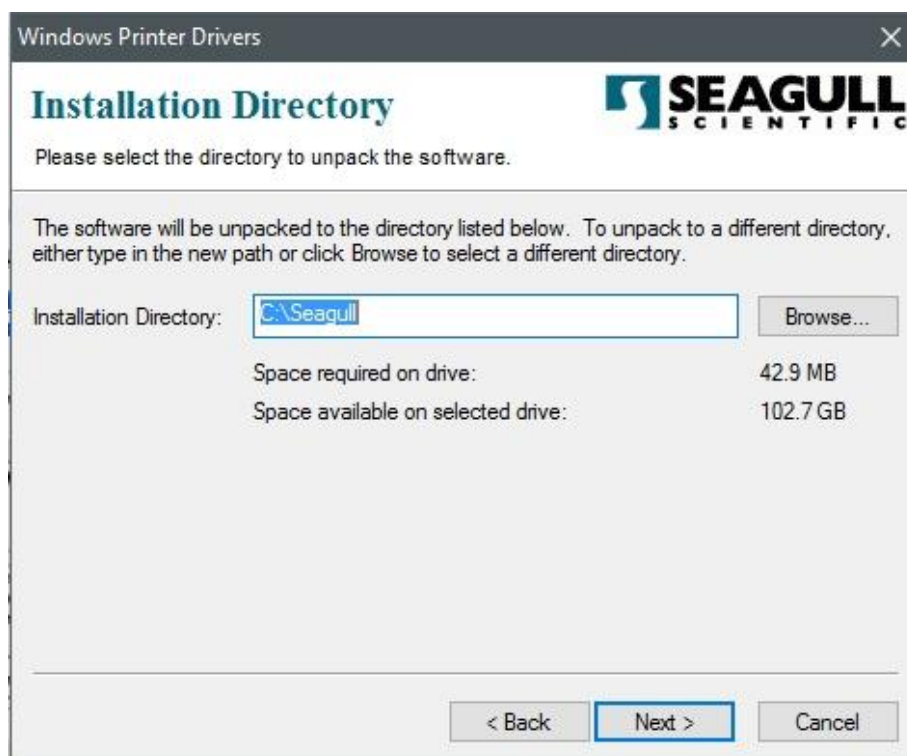 Windows Printer Drivers
Installation Directory
SEAGULL
SCIENTIFIC
Please select the directory to unpack the software.
The software will be unpacked to the directory listed below.  To unpack to a different directory,
either type in the new path or click Browse to select a different directory.
Installation Directory: C:\Seagull Browse...
Space required on drive: 42.9 MB
Space available on selected drive: 102.7 GB
< Back Next > Cancel